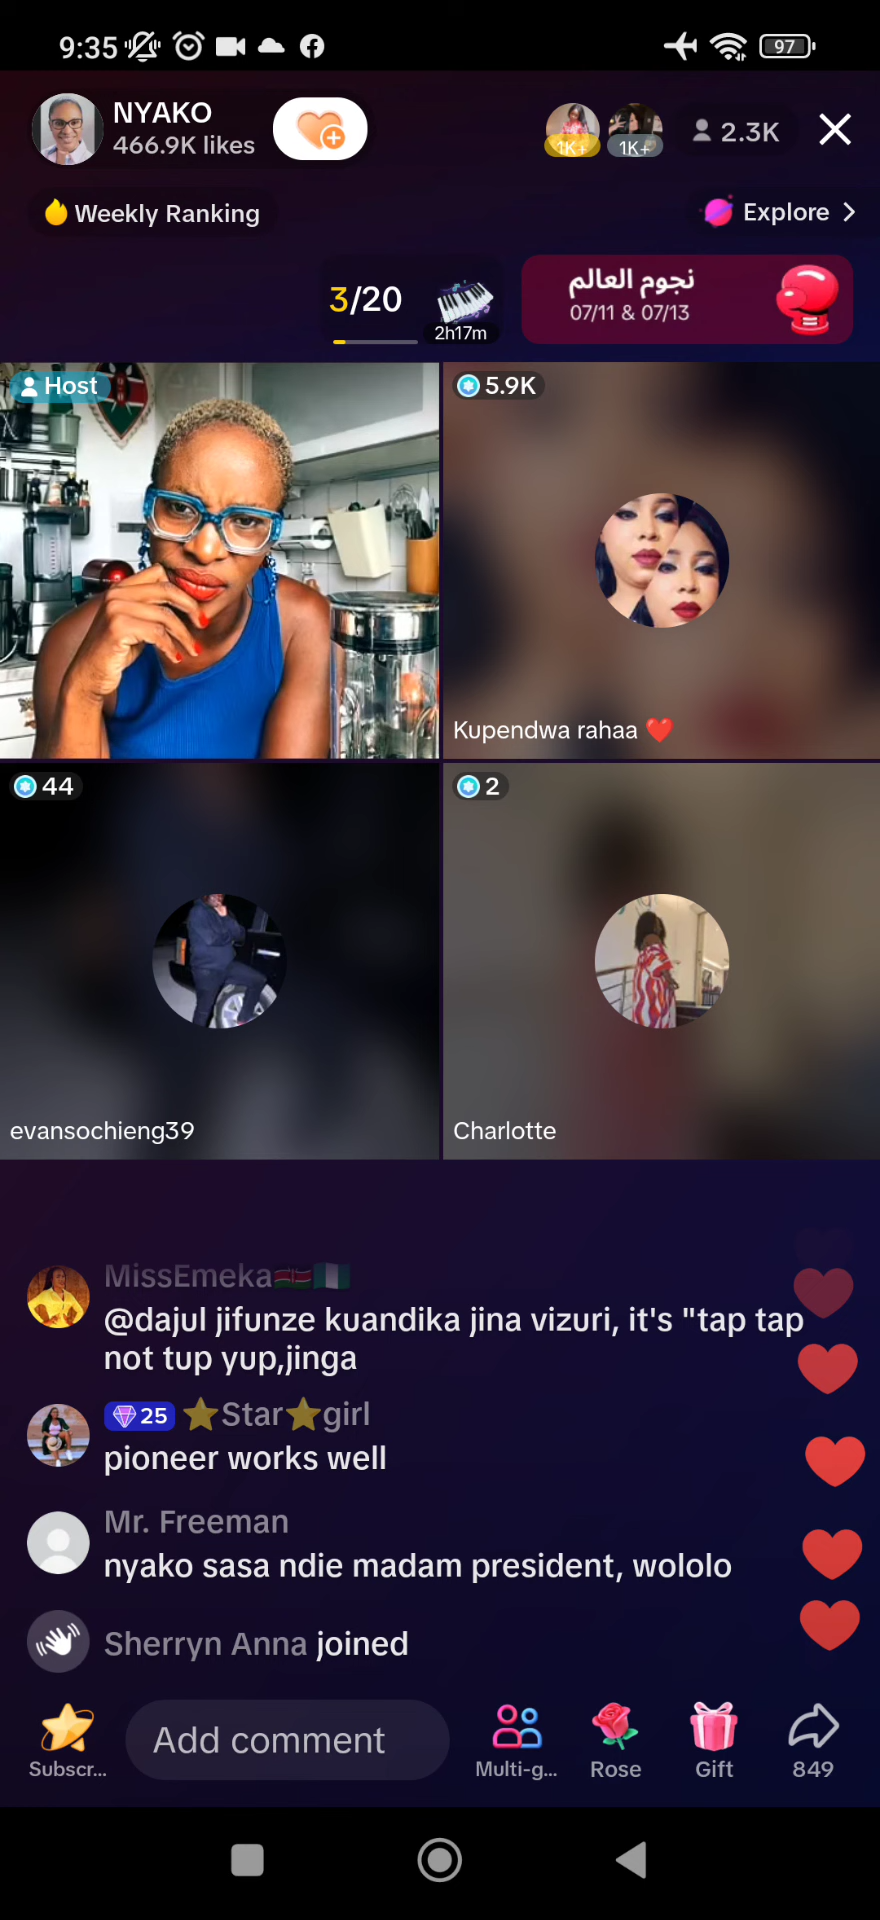 9:35
97
NYAKO
466.9K likes
1K+
1K+
2.3K
Weekly Ranking
Explore
3/20
2h17m
نجوم العالم
07/11 & 07/13
Host
5.9K
Kupendwa rahaa ❤️
44
2
evansochieng39
Charlotte
MissEmeka🇰🇪🇳🇬
@dajul jifunze kuandika jina vizuri, it's "tap tap
not tup yup,jinga
25 ⭐Star⭐girl
pioneer works well
Mr. Freeman
nyako sasa ndie madam president, wololo
Sherryn Anna joined
Subscr...
Add comment
Multi-g...
Rose
Gift
849